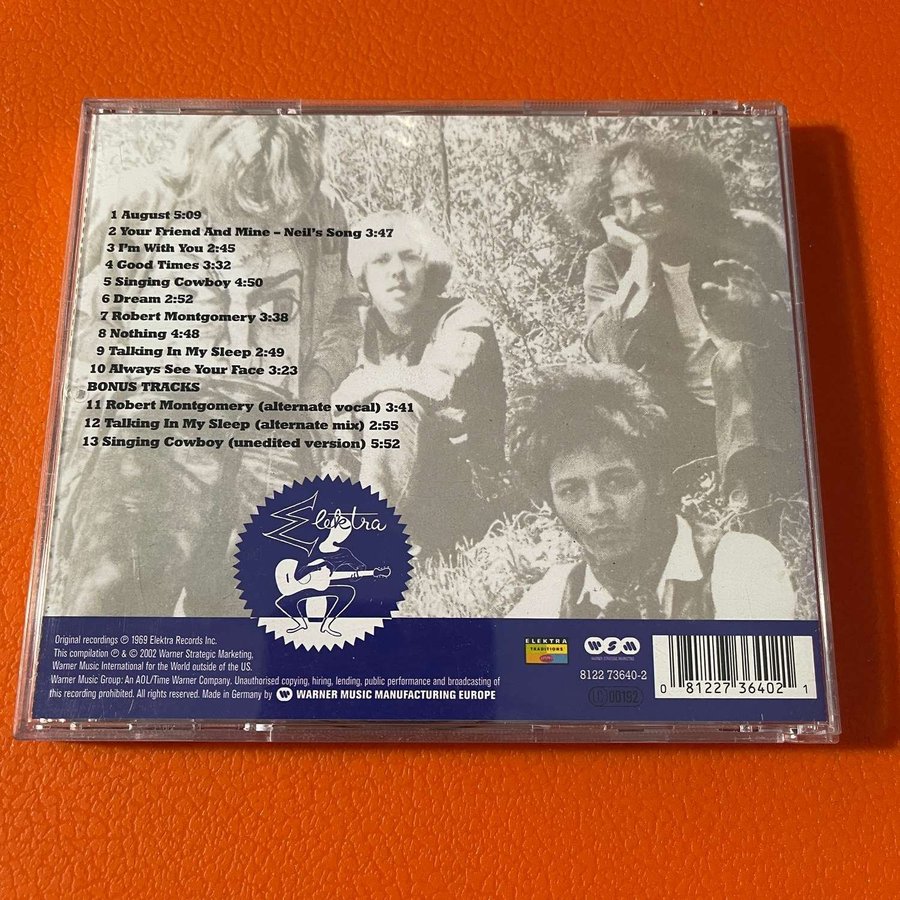 1 August 5:09
2 Your Friend And Mine – Neil's Song 3:47
3 I'm With You 2:45
4 Good Times 3:32
5 Singing Cowboy 4:50
6 Dream 2:52
7 Robert Montgomery 3:38
8 Nothing 4:48
9 Talking In My Sleep 2:49
10 Always See Your Face 3:23
BONUS TRACKS
11 Robert Montgomery (alternate vocal) 3:41
12 Talking In My Sleep (alternate mix) 2:55
13 Singing Cowboy (unedited version) 5:52
Elektra
Original recordings ℗ 1969 Elektra Records Inc.
This compilation ℗ & © 2002 Warner Strategic Marketing.
Warner Music International for the World outside of the US.
Warner Music Group: An AOL/Time Warner Company. Unauthorised copying, hiring, lending, public performance and broadcasting of
this recording prohibited. All rights reserved. Made in Germany by WARNER MUSIC MANUFACTURING EUROPE
ELEKTRA
TRADITIONS
WSM
WARNER STRATEGIC MARKETING
8122 73640-2
LC 00192
0 81227 36402 1